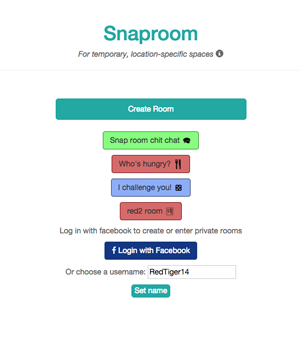 Snaproom
For temporary, location-specific spaces
Create Room
Snap room chit chat
Who's hungry?
I challenge you!
red2 room
Log in with facebook to create or enter private rooms
f Login with Facebook
Or choose a username: RedTiger14
Set name